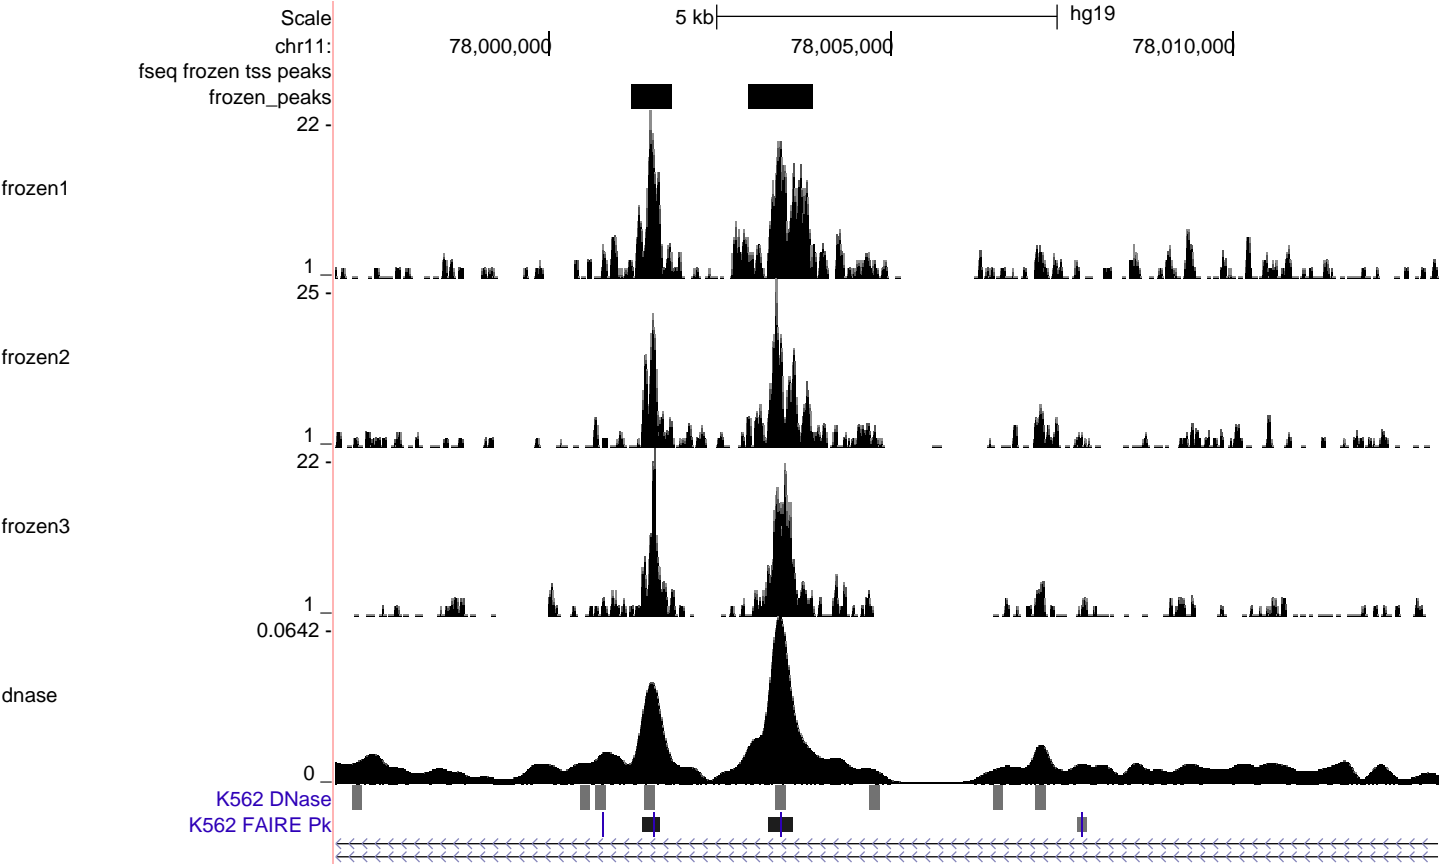 Scale 5 kb hg19
chr11: 78,000,000 78,005,000 78,010,000
fseq frozen tss peaks
frozen_peaks
22 -
frozen1
1 _
25 -
frozen2
1 _
22 -
frozen3
1 _
0.0642 -
dnase
0 _
K562 DNase
K562 FAIRE Pk